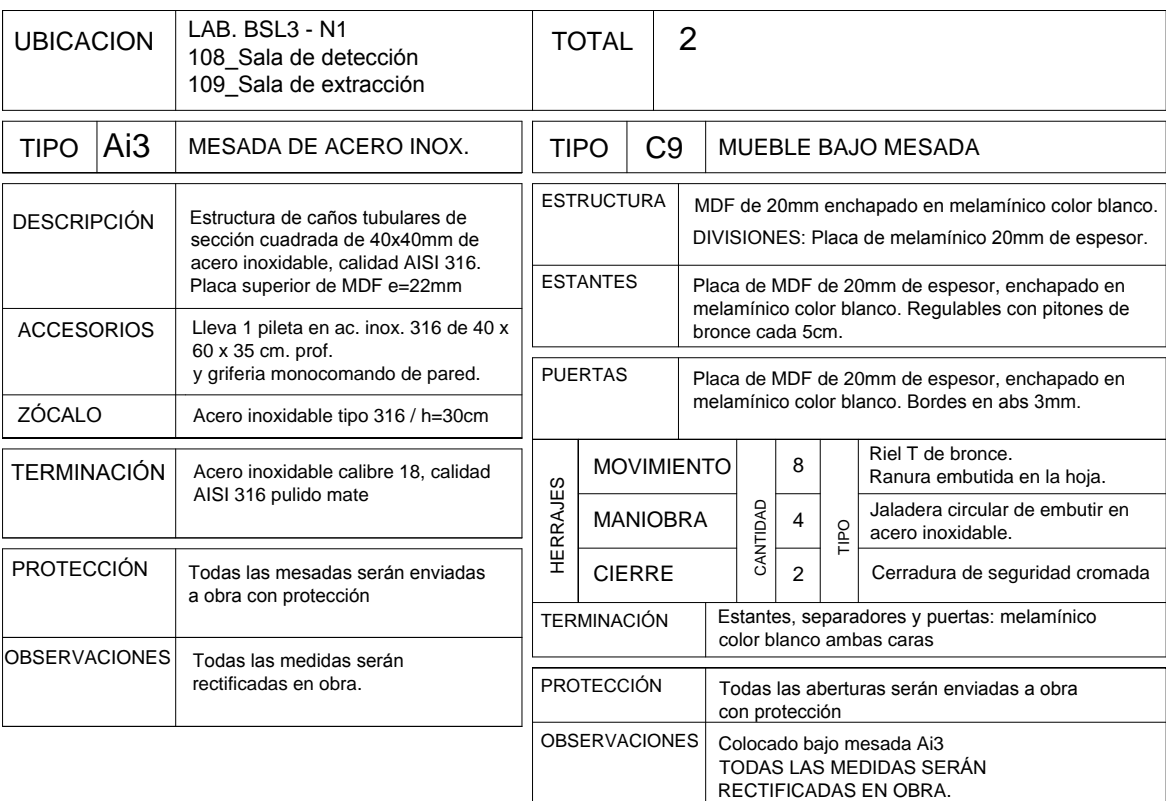 UBICACION
LAB. BSL3 - N1
108_Sala de detección
109_Sala de extracción
TOTAL
2
TIPO
Ai3
MESADA DE ACERO INOX.
DESCRIPCIÓN
Estructura de caños tubulares de
sección cuadrada de 40x40mm de
acero inoxidable, calidad AISI 316.
Placa superior de MDF e=22mm
ACCESORIOS
Lleva 1 pileta en ac. inox. 316 de 40 x
60 x 35 cm. prof.
y griferia monocomando de pared.
ZÓCALO
Acero inoxidable tipo 316 / h=30cm
TERMINACIÓN
Acero inoxidable calibre 18, calidad
AISI 316 pulido mate
PROTECCIÓN
Todas las mesadas serán enviadas
a obra con protección
OBSERVACIONES
Todas las medidas serán
rectificadas en obra.
TIPO
C9
MUEBLE BAJO MESADA
ESTRUCTURA
MDF de 20mm enchapado en melamínico color blanco.
DIVISIONES: Placa de melamínico 20mm de espesor.
ESTANTES
Placa de MDF de 20mm de espesor, enchapado en
melamínico color blanco. Regulables con pitones de
bronce cada 5cm.
PUERTAS
Placa de MDF de 20mm de espesor, enchapado en
melamínico color blanco. Bordes en abs 3mm.
HERRAJES
MOVIMIENTO
CANTIDAD
8
TIPO
Riel T de bronce.
Ranura embutida en la hoja.
MANIOBRA
4
Jaladera circular de embutir en
acero inoxidable.
CIERRE
2
Cerradura de seguridad cromada
TERMINACIÓN
Estantes, separadores y puertas: melamínico
color blanco ambas caras
PROTECCIÓN
Todas las aberturas serán enviadas a obra
con protección
OBSERVACIONES
Colocado bajo mesada Ai3
TODAS LAS MEDIDAS SERÁN
RECTIFICADAS EN OBRA.